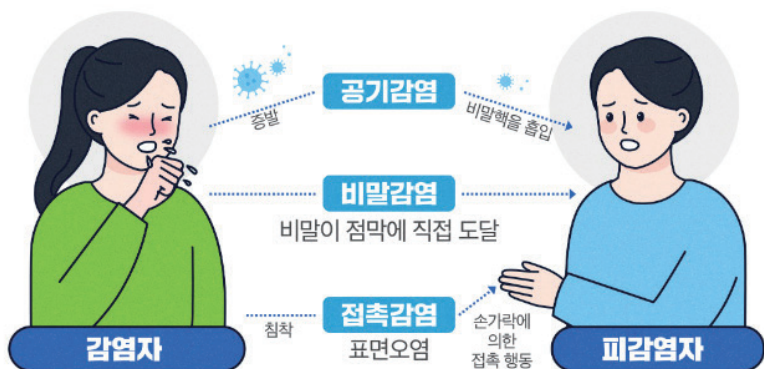 공기감염
증발
비말핵을 흡입
비말감염
비말이 점막에 직접 도달
접촉감염
침착
표면오염
손가락에
의한
접촉 행동
감염자
피감염자